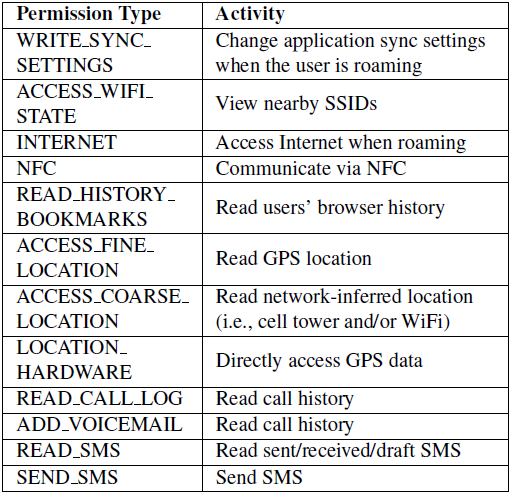 Permission Type Activity
WRITE_SYNC_ Change application sync settings
SETTINGS when the user is roaming
ACCESS_WIFI_
STATE
View nearby SSIDs
INTERNET Access Internet when roaming
NFC Communicate via NFC
READ_HISTORY_
BOOKMARKS
Read users' browser history
ACCESS_FINE_
LOCATION
Read GPS location
ACCESS_COARSE_ Read network-inferred location
LOCATION (i.e., cell tower and/or WiFi)
LOCATION_
HARDWARE
Directly access GPS data
READ_CALL_LOG Read call history
ADD_VOICEMAIL Read call history
READ_SMS Read sent/received/draft SMS
SEND_SMS Send SMS